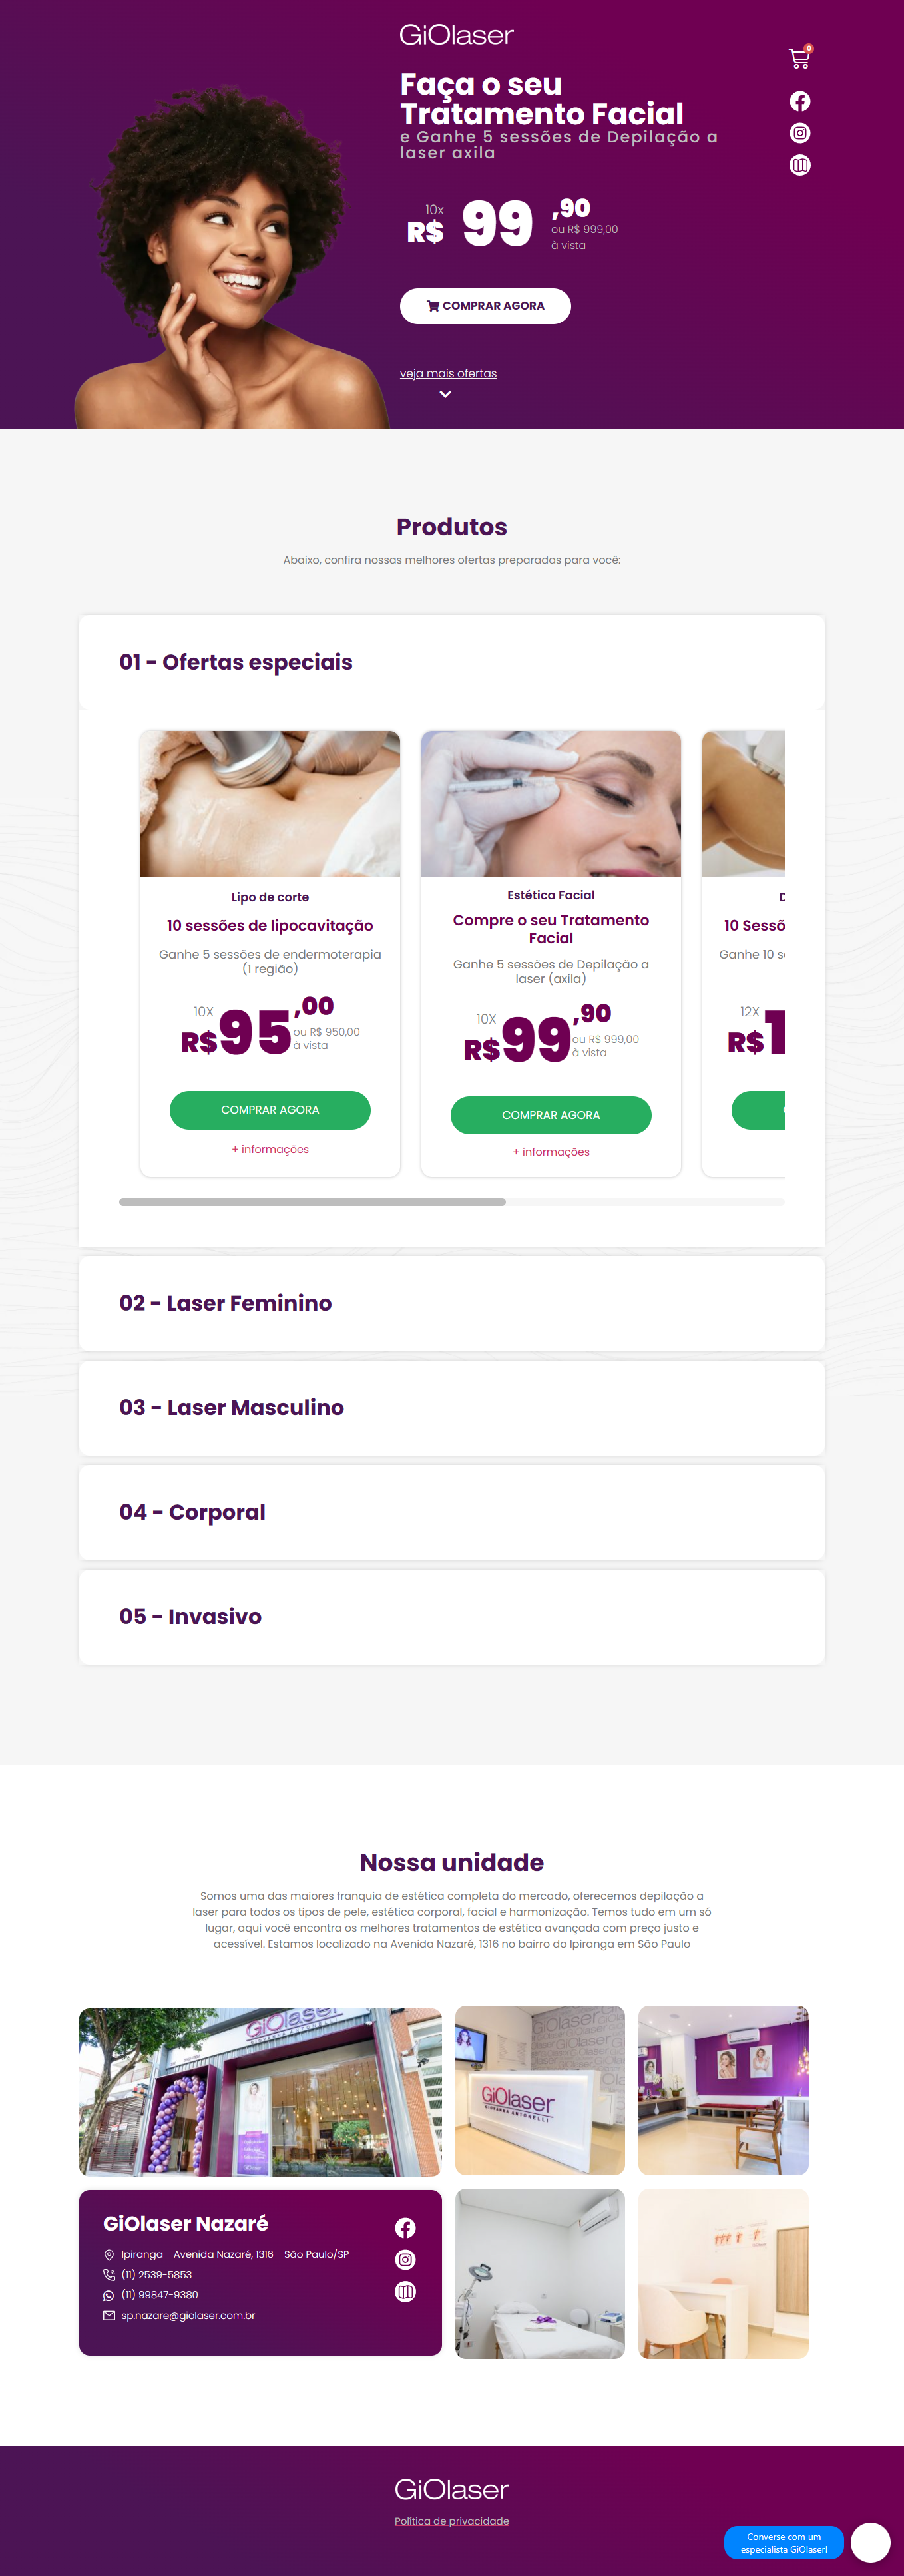 GiOlaser
0
Faça o seu
Tratamento Facial
e Ganhe 5 sessões de Depilação a
laser axila
10x
R$ 99 ,90
ou R$ 999,00
à vista
COMPRAR AGORA
veja mais ofertas
Produtos
Abaixo, confira nossas melhores ofertas preparadas para você:
01 - Ofertas especiais
Lipo de corte
10 sessões de lipocavitação
Ganhe 5 sessões de endermoterapia
(1 região)
10X
R$95,00
ou R$ 950,00
à vista
COMPRAR AGORA
+ informações
Estética Facial
Compre o seu Tratamento
Facial
Ganhe 5 sessões de Depilação a
laser (axila)
10X
R$99,90
ou R$ 999,00
à vista
COMPRAR AGORA
+ informações
10
Ganhe 10
12X
R$1
02 - Laser Feminino
03 - Laser Masculino
04 - Corporal
05 - Invasivo
Nossa unidade
Somos uma das maiores franquia de estética completa do mercado, oferecemos depilação a
laser para todos os tipos de pele, estética corporal, facial e harmonização. Temos tudo em um só
lugar, aqui você encontra os melhores tratamentos de estética avançada com preço justo e
acessível. Estamos localizado na Avenida Nazaré, 1316 no bairro do Ipiranga em São Paulo
GiOlaser
GiOlaser
GiOlaser
GiOlaser
GiOlaser
GIOVANNA ANTONELLI
GiOlaser Nazaré
Ipiranga - Avenida Nazaré, 1316 - São Paulo/SP
(11) 2539-5853
(11) 99847-9380
sp.nazare@giolaser.com.br
GiOlaser
Política de privacidade
Converse com um
especialista GiOlaser!